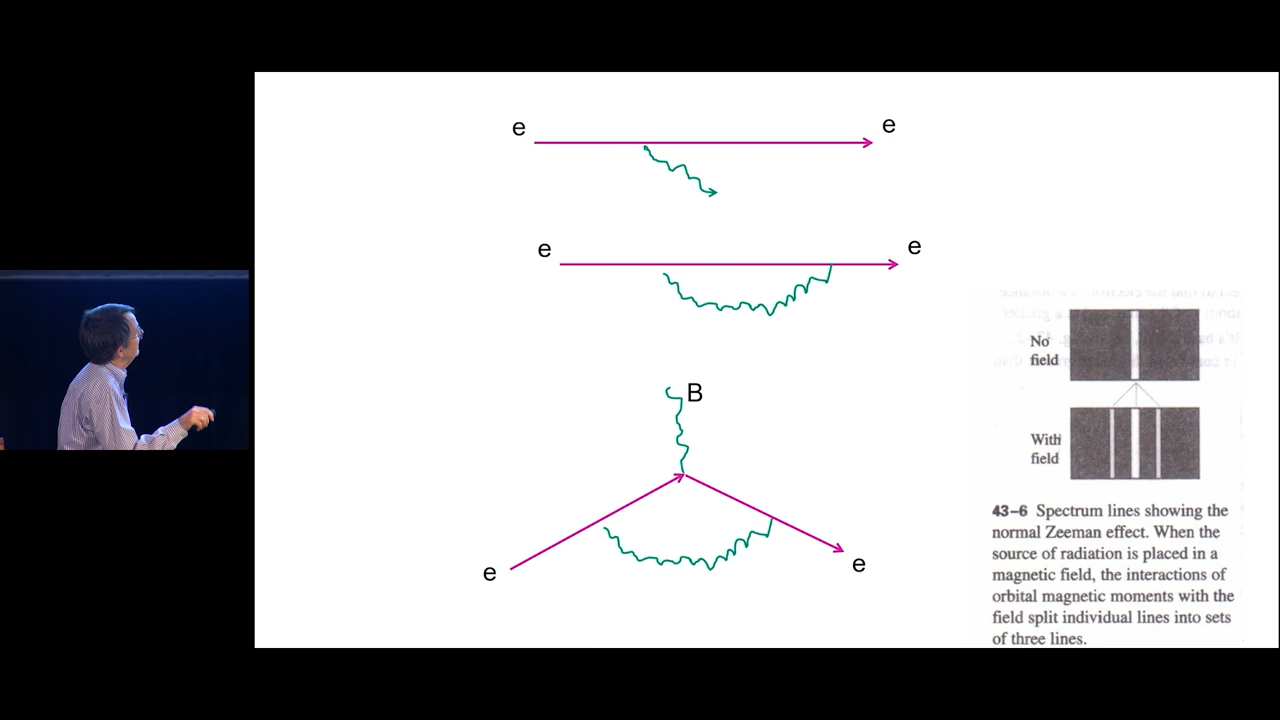 e
e
e
e
B
e
e
No
field
With
field
43–6 Spectrum lines showing the
normal Zeeman effect. When the
source of radiation is placed in a
magnetic field, the interactions of
orbital magnetic moments with the
field split individual lines into sets
of three lines.